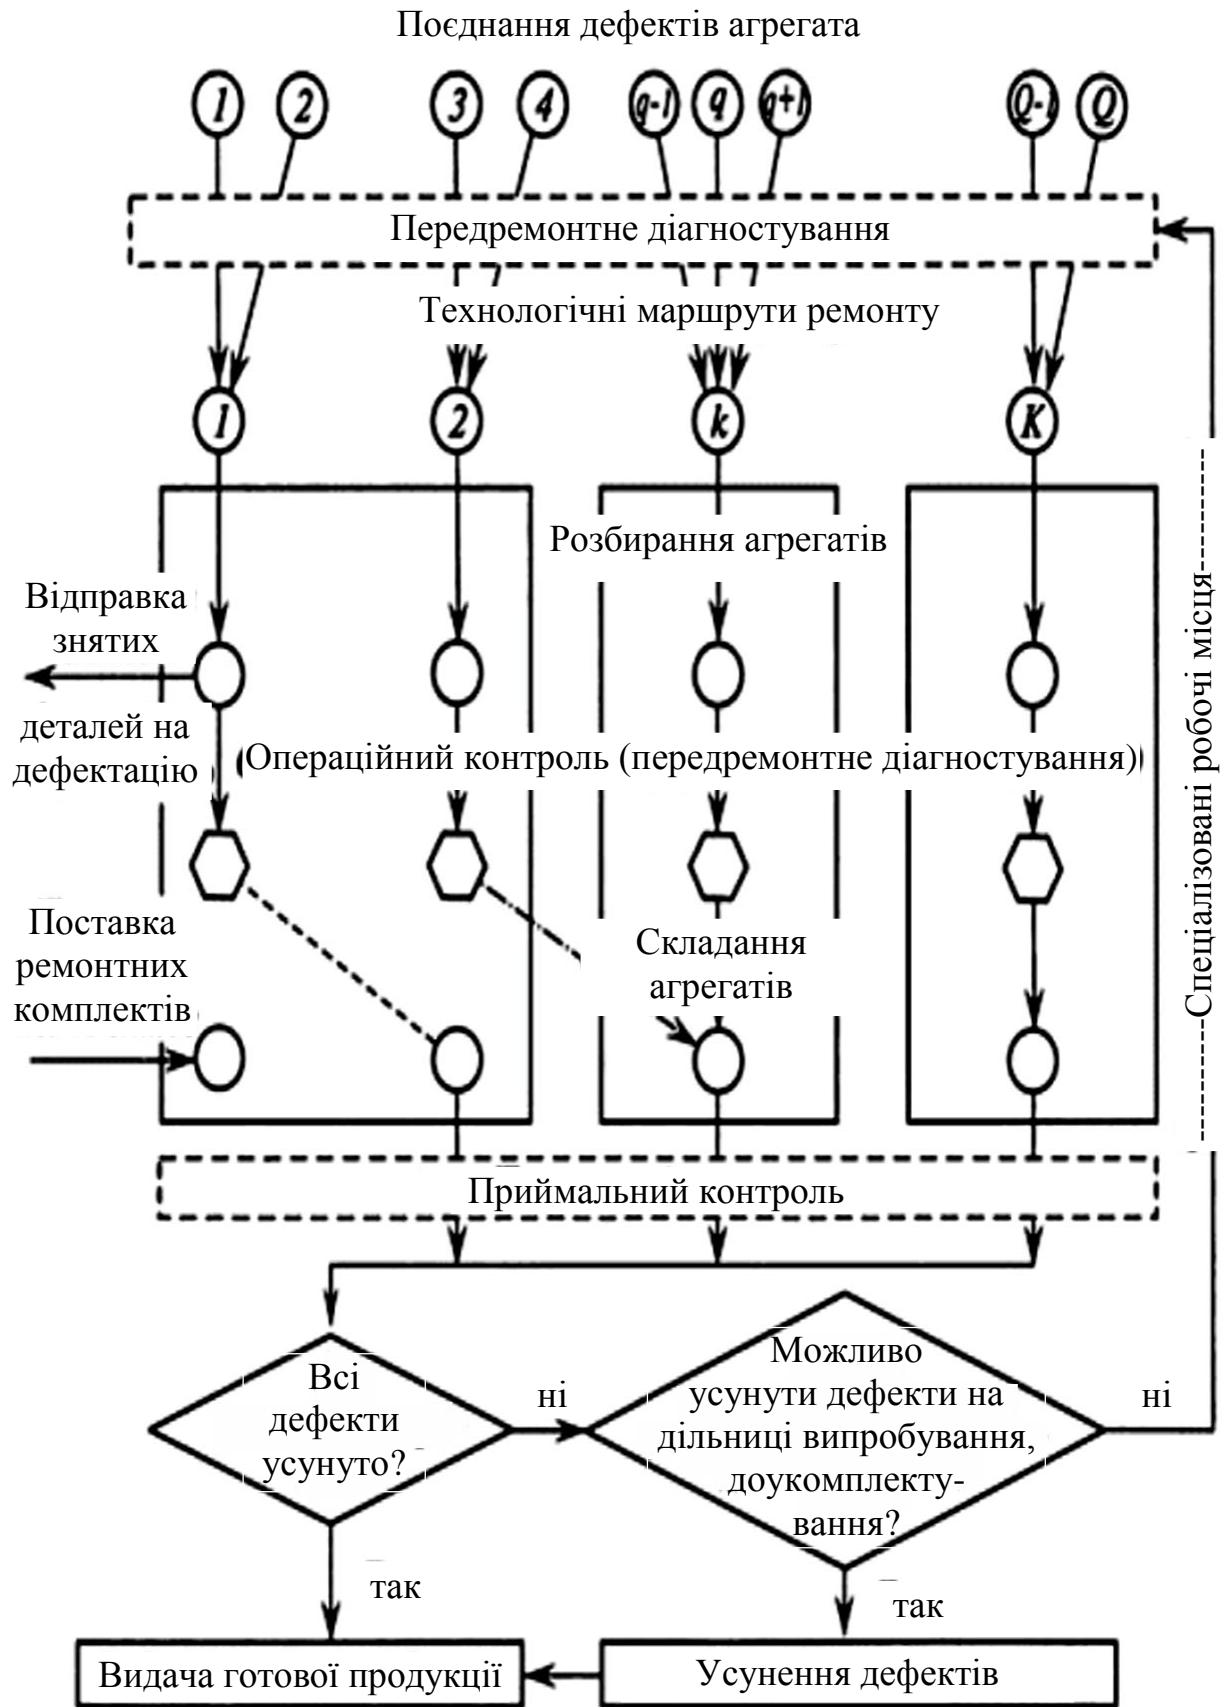 Поєднання дефектів агрегата
1 2 3 4 q-1 q q+1 Q-1 Q
Передремонтне діагностування
Технологічні маршрути ремонту
1 2 k K
Розбирання агрегатів
Відправка
знятих
деталей на
дефектацію
Операційний контроль (передремонтне діагностування)
Поставка
ремонтних
комплектів
Складання
агрегатів
Спеціалізовані робочі місця
Приймальний контроль
Всі
дефекти
усунуто?
ні
Можливо
усунути дефекти на
дільниці випробування,
доукомплекту-
вання?
ні
так
так
Видача готової продукції
Усунення дефектів